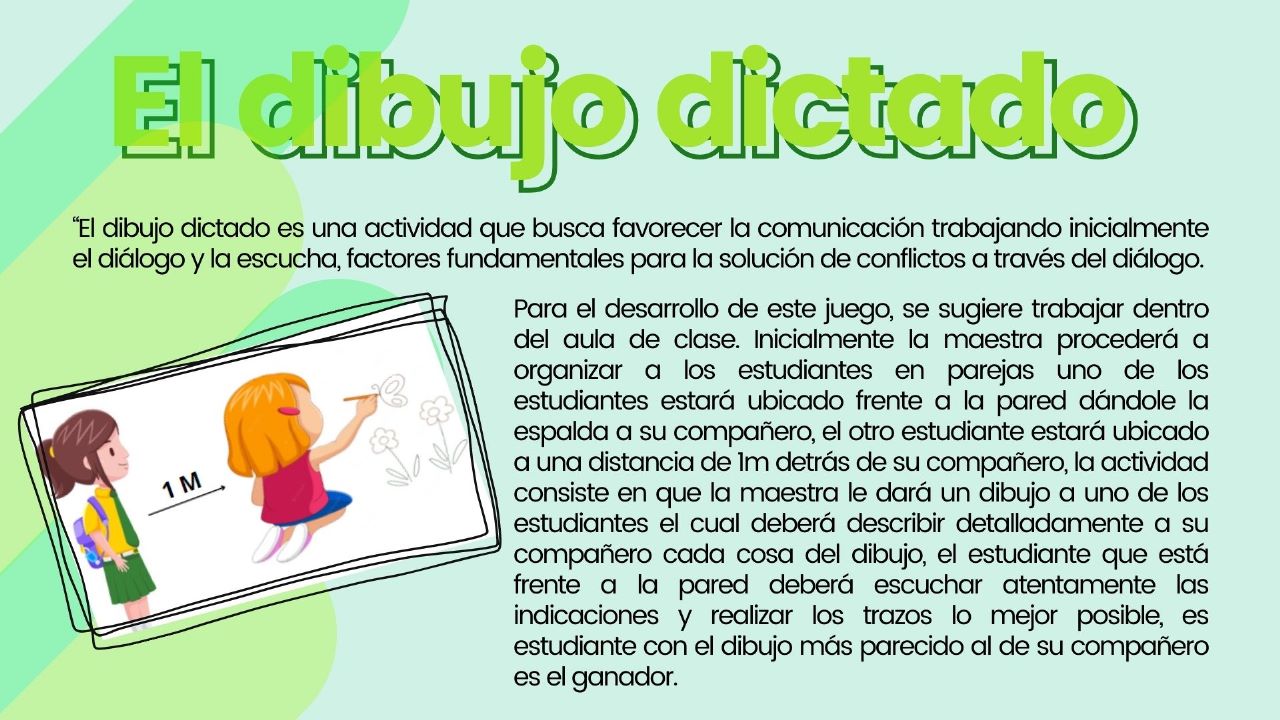 El dibujo dictado
“El dibujo dictado es una actividad que busca favorecer la comunicación trabajando inicialmente
el diálogo y la escucha, factores fundamentales para la solución de conflictos a través del diálogo.
Para el desarrollo de este juego, se sugiere trabajar dentro
del aula de clase. Inicialmente la maestra procederá a
organizar a los estudiantes en parejas uno de los
estudiantes estará ubicado frente a la pared dándole la
espalda a su compañero, el otro estudiante estará ubicado
a una distancia de 1m detrás de su compañero, la actividad
consiste en que la maestra le dará un dibujo a uno de los
estudiantes el cual deberá describir detalladamente a su
compañero cada cosa del dibujo, el estudiante que está
frente a la pared deberá escuchar atentamente las
indicaciones y realizar los trazos lo mejor posible, es
estudiante con el dibujo más parecido al de su compañero
es el ganador.
1 M